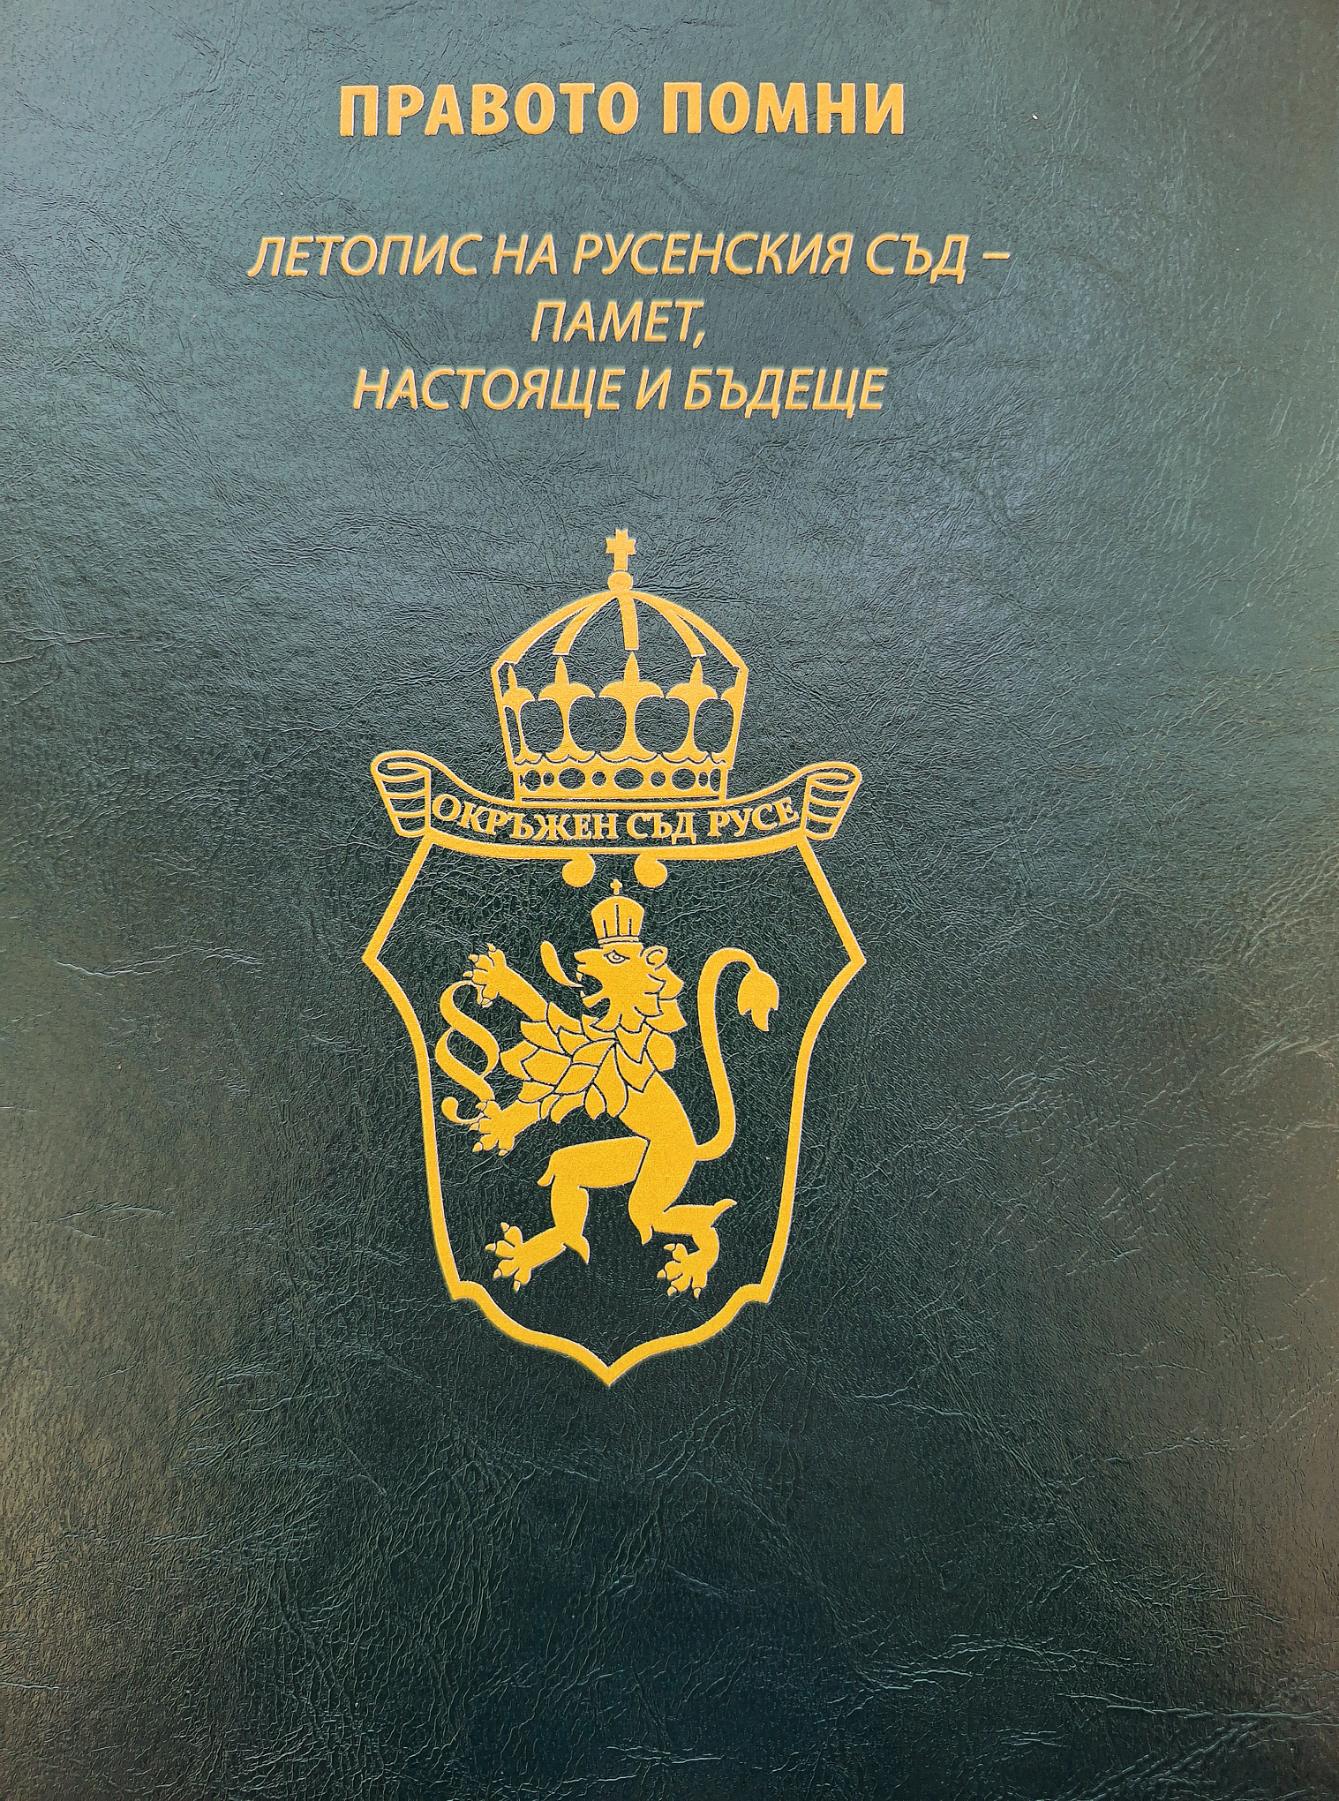 ПРАВОТО ПОМНИ
ЛЕТОПИС НА РУСЕНСКИЯ СЪД –
ПАМЕТ,
НАСТОЯЩЕ И БЪДЕЩЕ
ОКРЪЖЕН СЪД РУСЕ
§